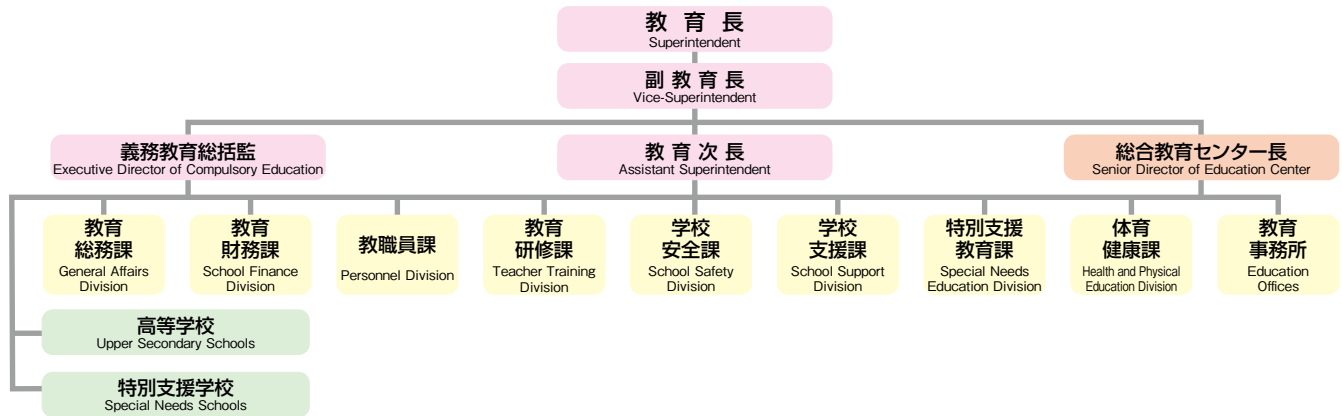 教育長
Superintendent
副教育長
Vice-Superintendent
義務教育総括監
Executive Director of Compulsory Education
教育次長
Assistant Superintendent
総合教育センター長
Senior Director of Education Center
教育
総務課
General Affairs
Division
教育
財務課
School Finance
Division
教職員課
Personnel Division
教育
研修課
Teacher Training
Division
学校
安全課
School Safety
Division
学校
支援課
School Support
Division
特別支援
教育課
Special Needs
Education Division
体育
健康課
Health and Physical
Education Division
教育
事務所
Education
Offices
高等学校
Upper Secondary Schools
特別支援学校
Special Needs Schools